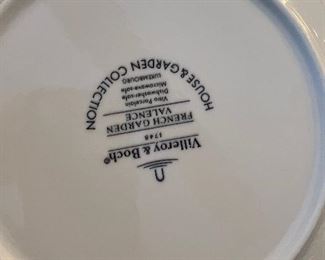 Villeroy & Boch®
1748
FRENCH GARDEN
VALENCE
Vitro Porcelain
Dishwasher-safe
Microwave-safe
LUXEMBOURG
HOUSE & GARDEN COLLECTION